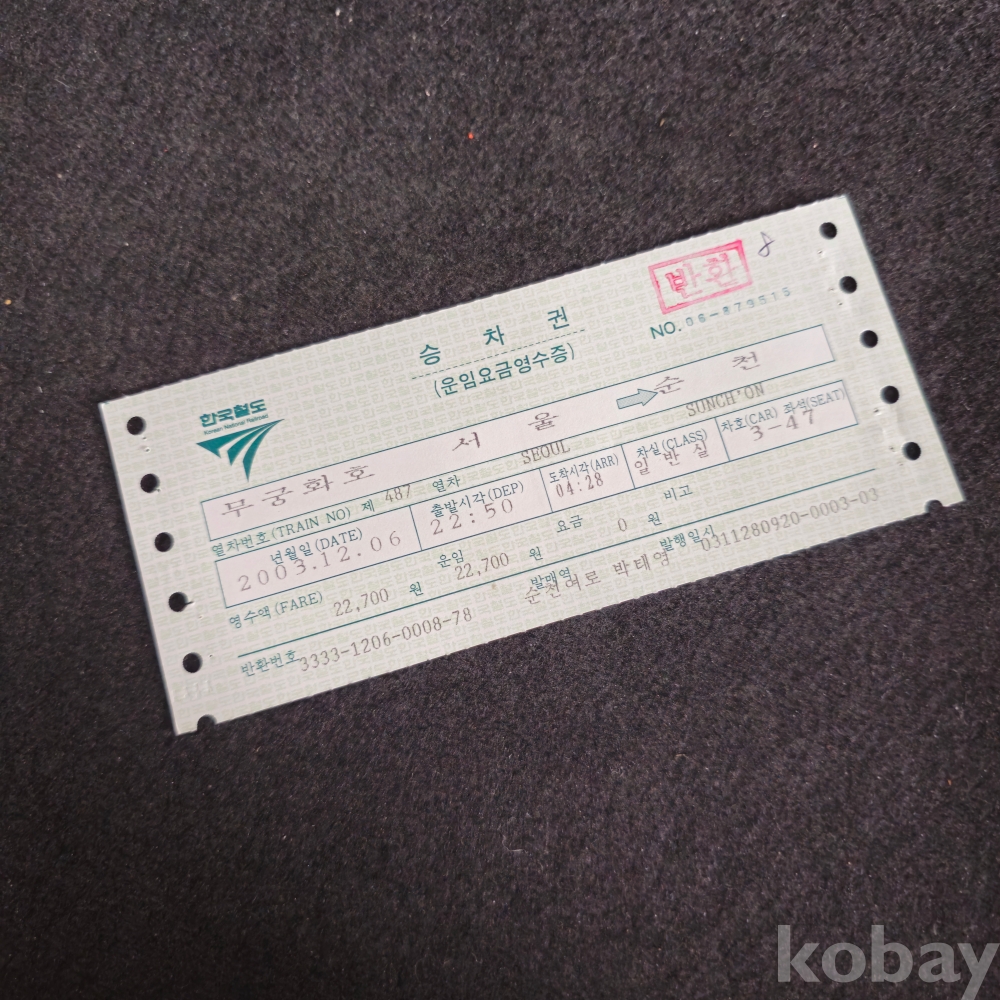 반환
8
NO. 06-879515
승 차 권
(운임요금영수증)
한국철도
Korean National Railroad
무궁화호 서 울 순 천
SEOUL SUNCH'ON
열차번호(TRAIN NO) 제 487 열차
년월일(DATE) 출발시각(DEP) 도착시각(ARR) 차실(CLASS) 차호(CAR) 좌석(SEAT)
2003.12.06 22:50 04:28 일반실 3-47
영수액(FARE) 22,700 원 운임 22,700 원 요금 0 원 비고
반환번호 3333-1206-0008-78 발매역 박태영 발행일시 0311280920-0003-03
kobay